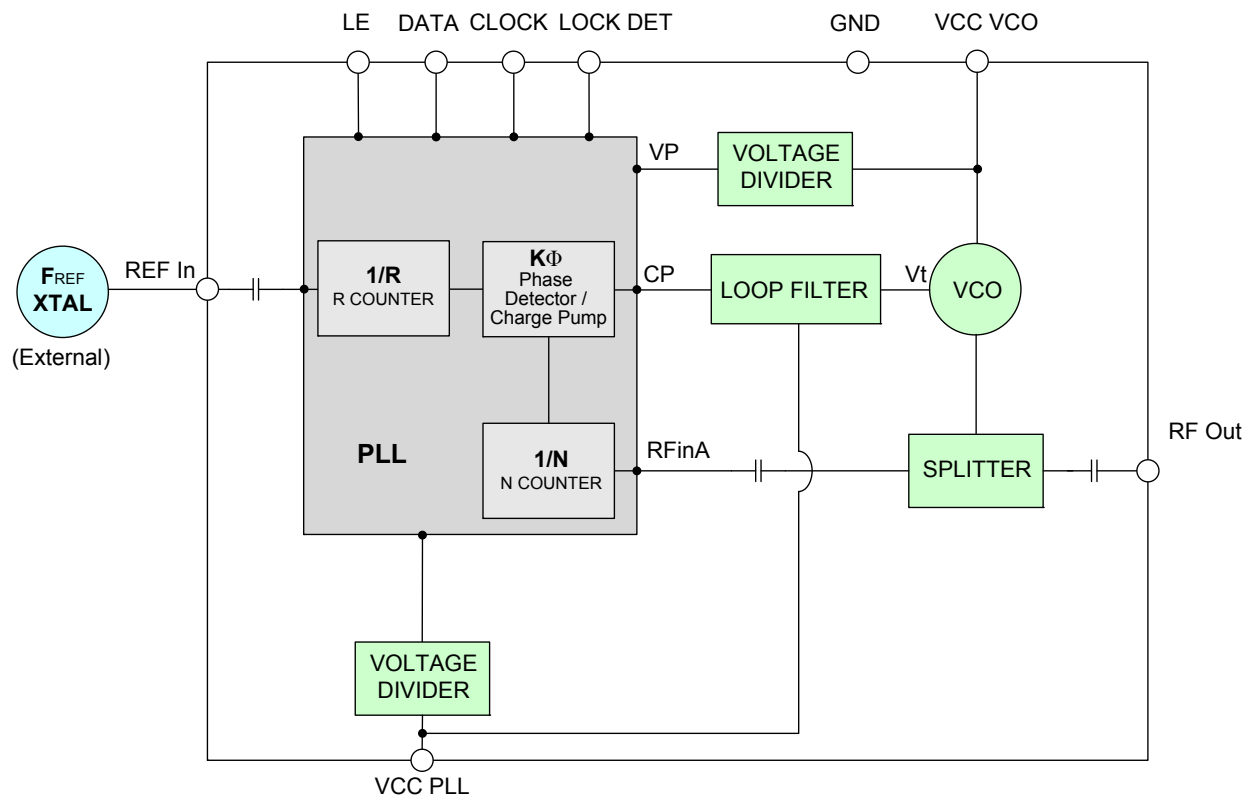 LE
DATA
CLOCK
LOCK DET
GND
VCC VCO
VP
VOLTAGE
DIVIDER
REF In
FREF
XTAL
(External)
1/R
R COUNTER
KΦ
Phase
Detector /
Charge Pump
CP
LOOP FILTER
Vt
VCO
PLL
1/N
N COUNTER
RFinA
SPLITTER
RF Out
VOLTAGE
DIVIDER
VCC PLL